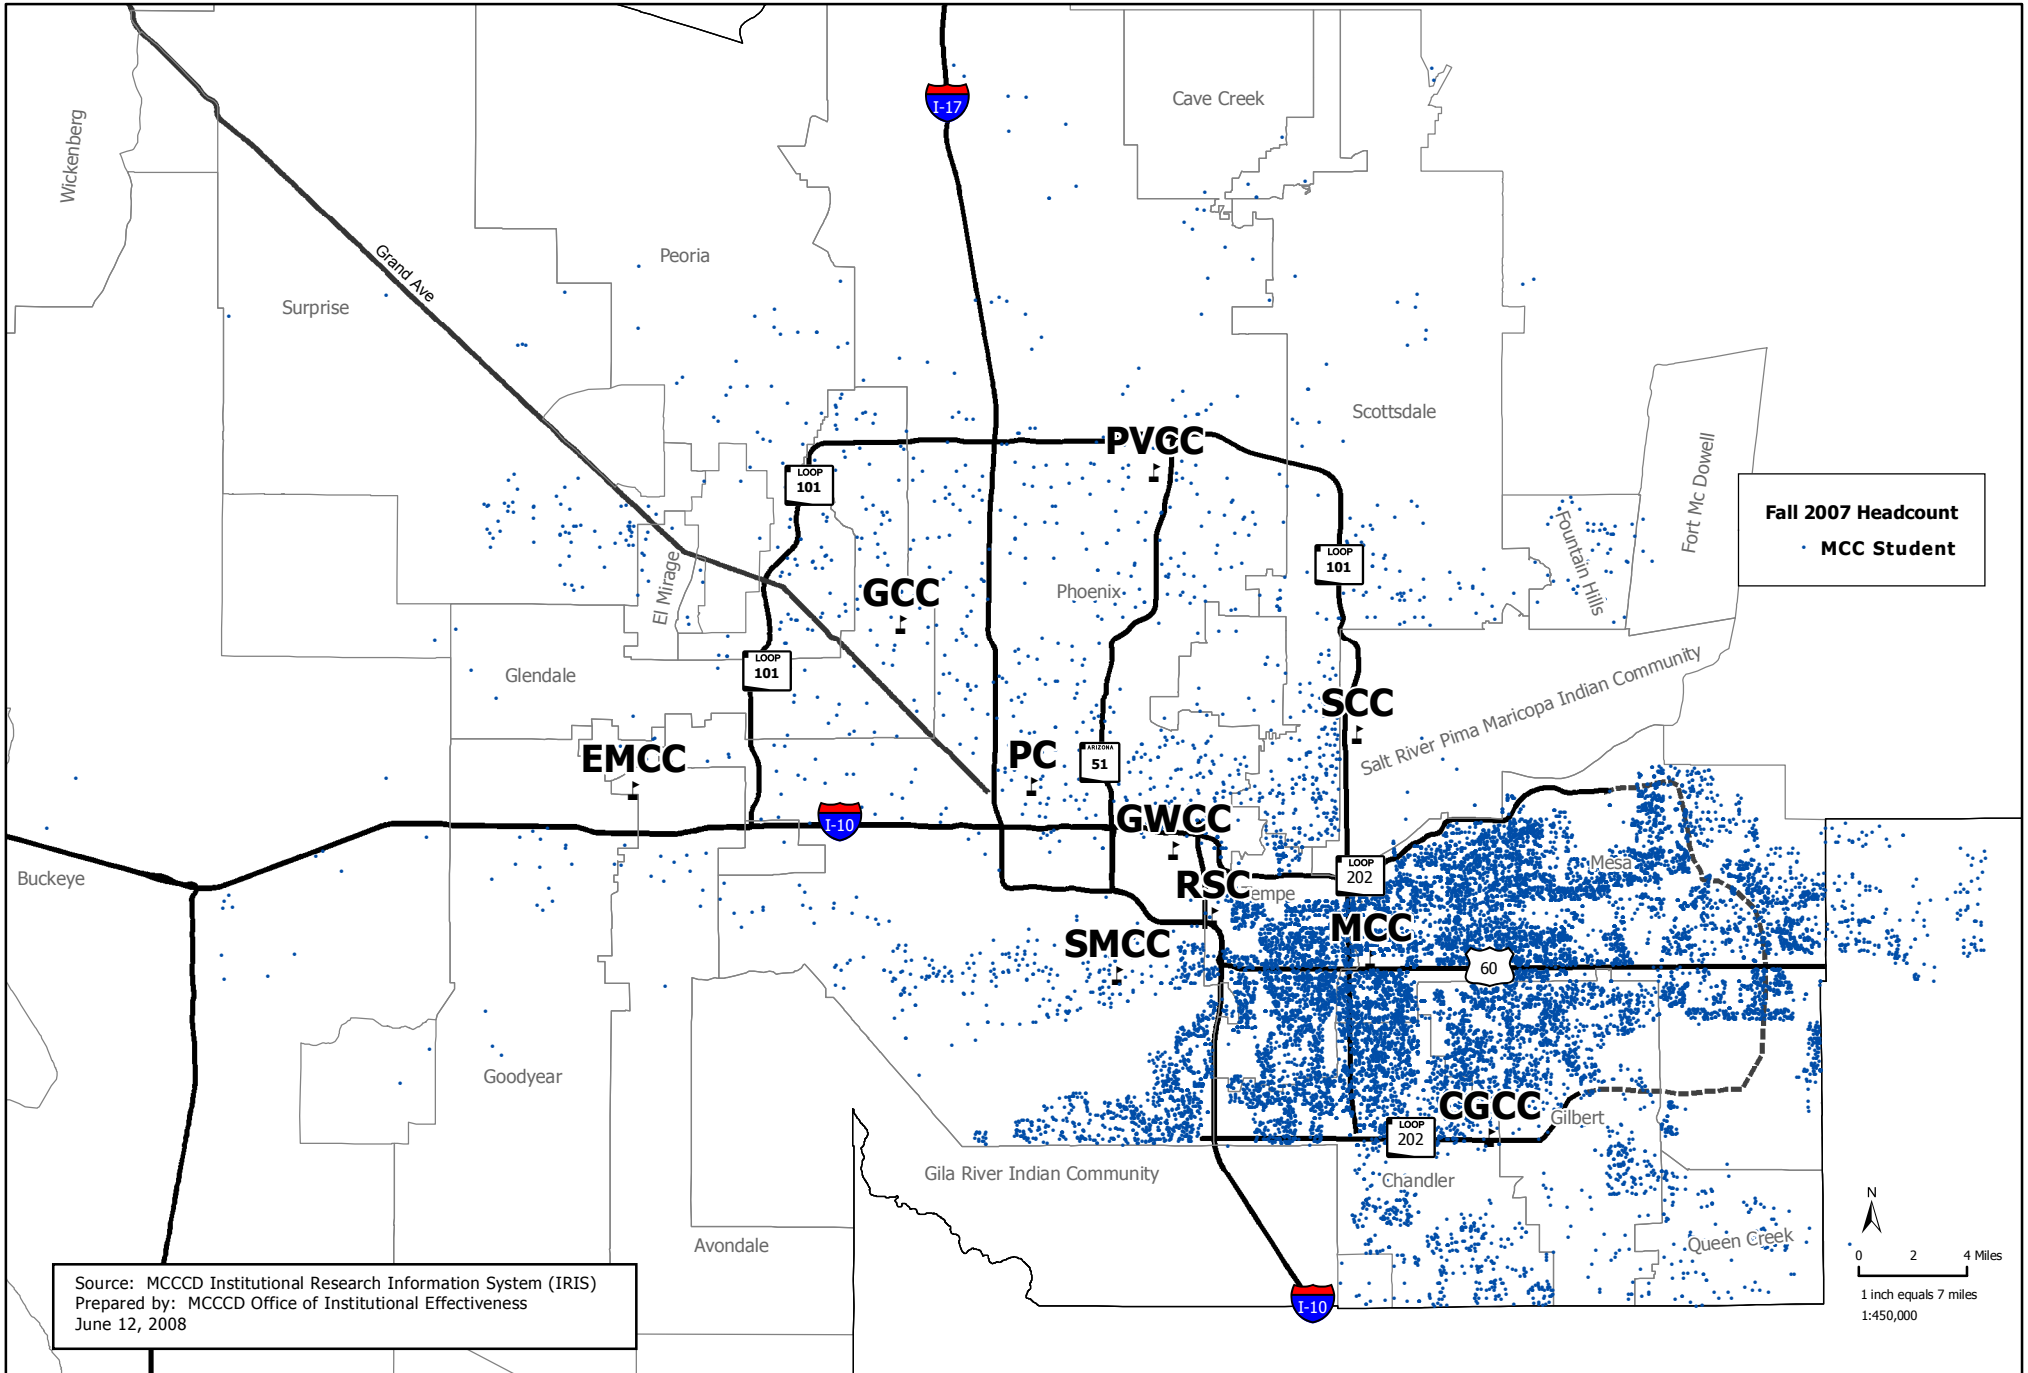 I-17
Cave Creek
Wickenberg
Grand Ave
Peoria
Surprise
Scottsdale
PVCC
Fort Mc Dowell
LOOP
101
Fall 2007 Headcount
MCC Student
Fountain Hills
LOOP
101
El Mirage
GCC
Phoenix
LOOP
101
Glendale
SCC
Salt River Pima Maricopa Indian Community
EMCC
PC
ARIZONA
51
I-10
GWCC
Mesa
Buckeye
LOOP
202
RSC
empe
MCC
SMCC
60
Goodyear
CGCC
Gilbert
LOOP
202
Gila River Indian Community
Chandler
Avondale
Queen Creek
N
0 2 4 Miles
1 inch equals 7 miles
1:450,000
I-10
Source: MCCCD Institutional Research Information System (IRIS)
Prepared by: MCCCD Office of Institutional Effectiveness
June 12, 2008